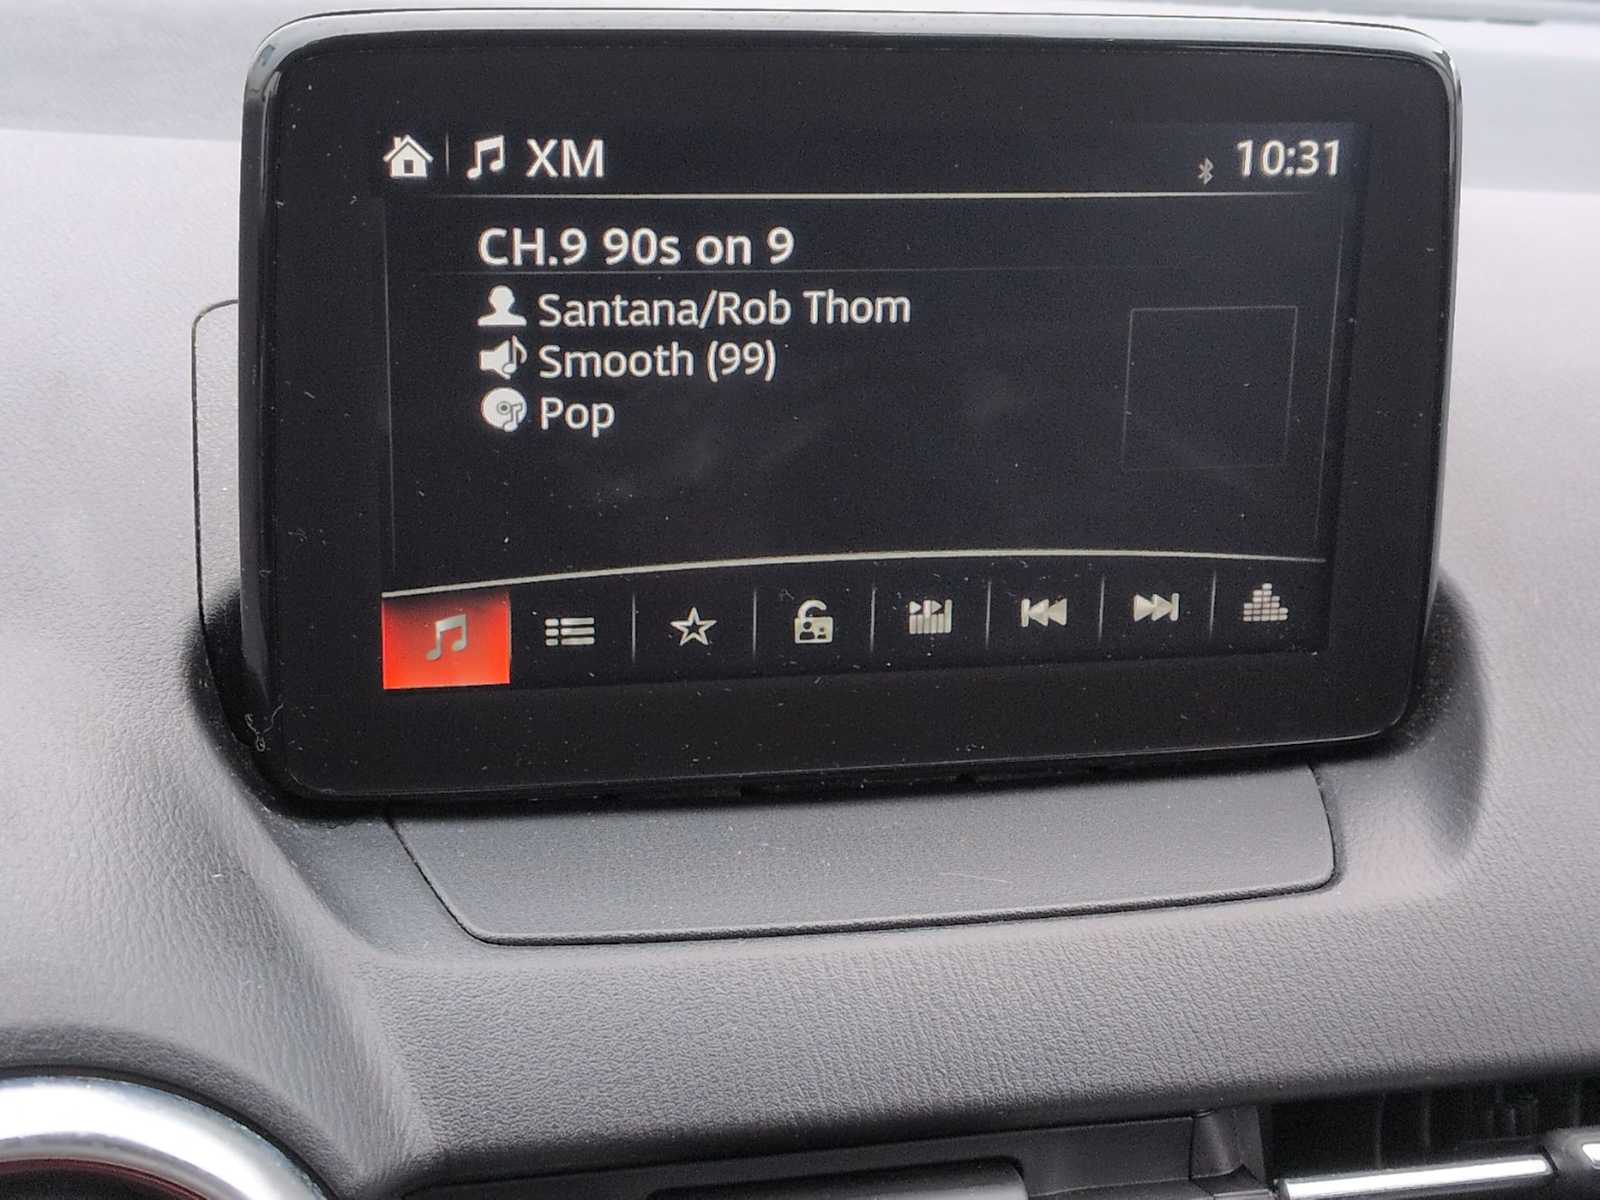 XM
10:31
CH.9 90s on 9
Santana/Rob Thom
Smooth (99)
Pop